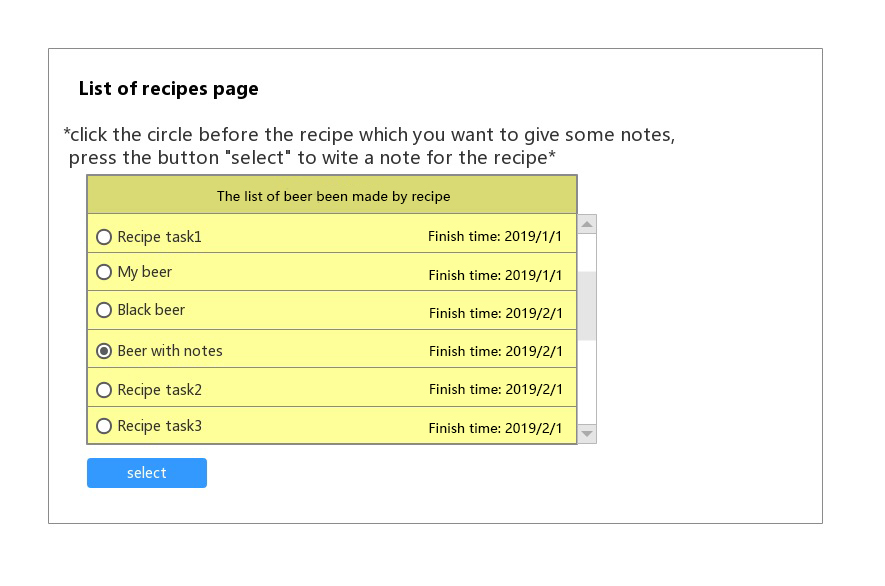 List of recipes page
*click the circle before the recipe which you want to give some notes,
press the button "select" to wite a note for the recipe*
The list of beer been made by recipe
Recipe task1 Finish time: 2019/1/1
My beer Finish time: 2019/1/1
Black beer Finish time: 2019/2/1
Beer with notes Finish time: 2019/2/1
Recipe task2 Finish time: 2019/2/1
Recipe task3 Finish time: 2019/2/1
select